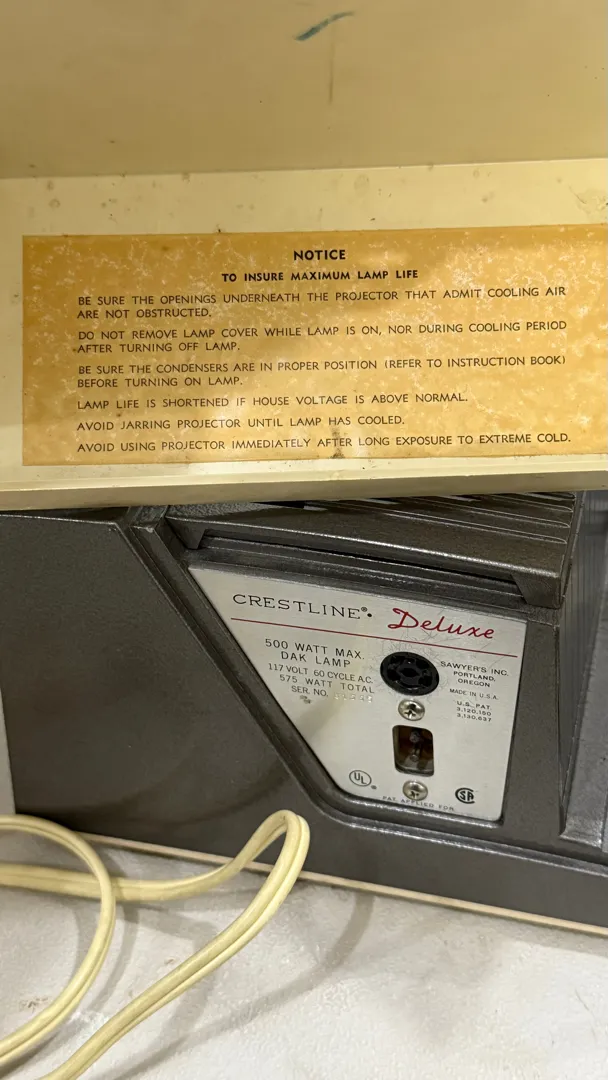 NOTICE
TO INSURE MAXIMUM LAMP LIFE
BE SURE THE OPENINGS UNDERNEATH THE PROJECTOR THAT ADMIT COOLING AIR
ARE NOT OBSTRUCTED.
DO NOT REMOVE LAMP COVER WHILE LAMP IS ON, NOR DURING COOLING PERIOD
AFTER TURNING OFF LAMP.
BE SURE THE CONDENSERS ARE IN PROPER POSITION (REFER TO INSTRUCTION BOOK)
BEFORE TURNING ON LAMP.
LAMP LIFE IS SHORTENED IF HOUSE VOLTAGE IS ABOVE NORMAL.
AVOID JARRING PROJECTOR UNTIL LAMP HAS COOLED.
AVOID USING PROJECTOR IMMEDIATELY AFTER LONG EXPOSURE TO EXTREME COLD.
CRESTLINE®• Deluxe
500 WATT MAX.
DAK LAMP
117 VOLT 60 CYCLE A.C.
575 WATT TOTAL
SER. NO.
SAWYER'S INC.
PORTLAND,
OREGON
MADE IN U.S.A.
U.S. PAT.
3,120,150
3,130,637
UL®
PAT. APPLIED FOR
SA